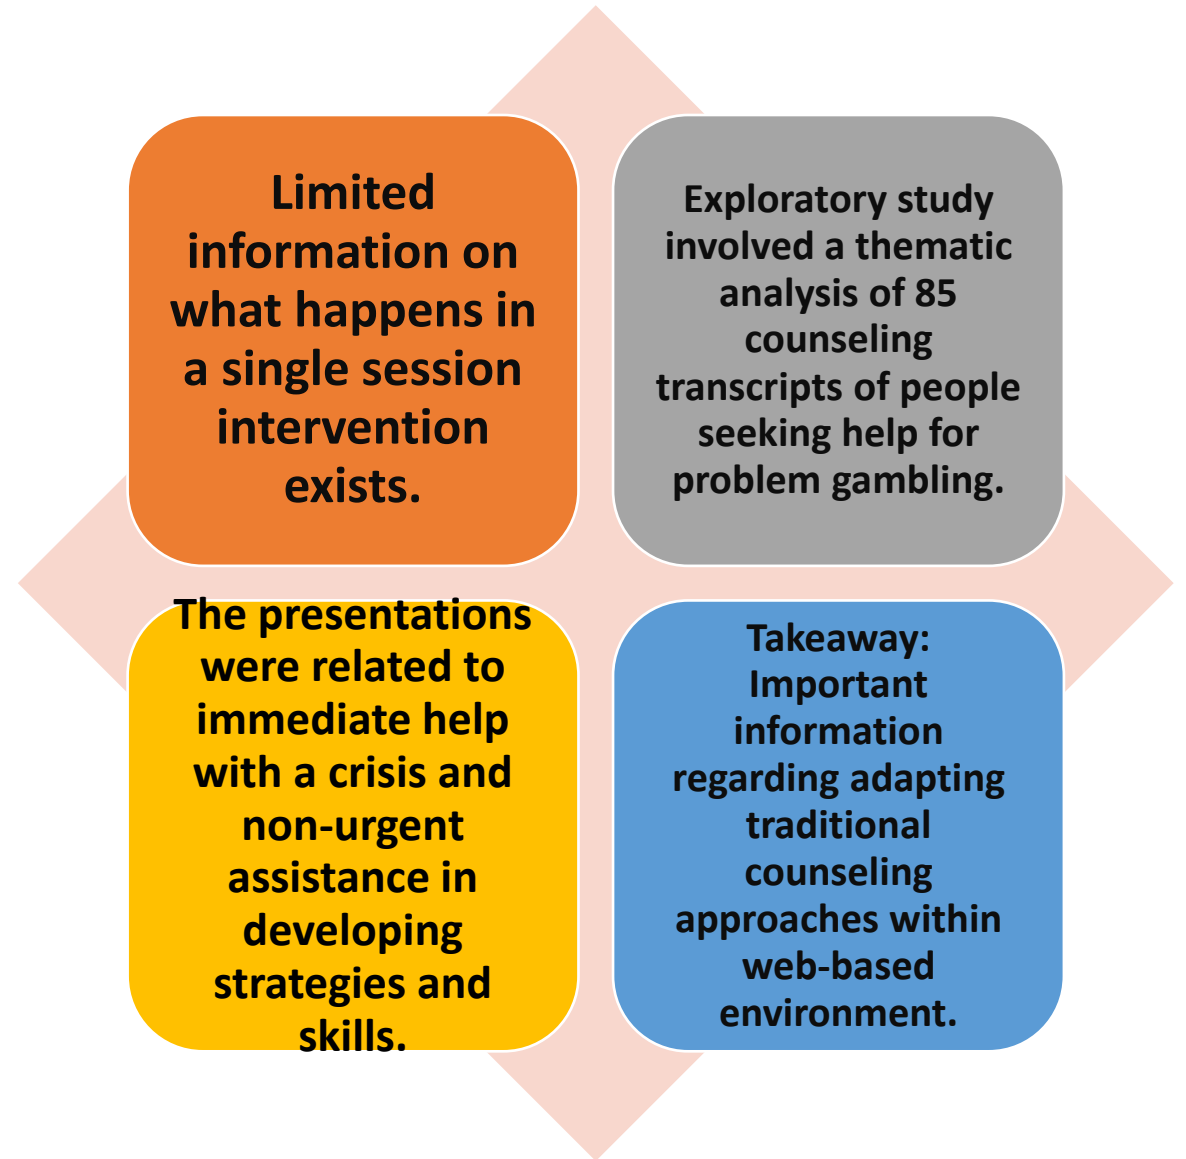 Limited
information on
what happens in
a single session
intervention
exists.
Exploratory study
involved a thematic
analysis of 85
counseling
transcripts of people
seeking help for
problem gambling.
The presentations
were related to
immediate help
with a crisis and
non-urgent
assistance in
developing
strategies and
skills.
Takeaway:
Important
information
regarding adapting
traditional
counseling
approaches within
web-based
environment.